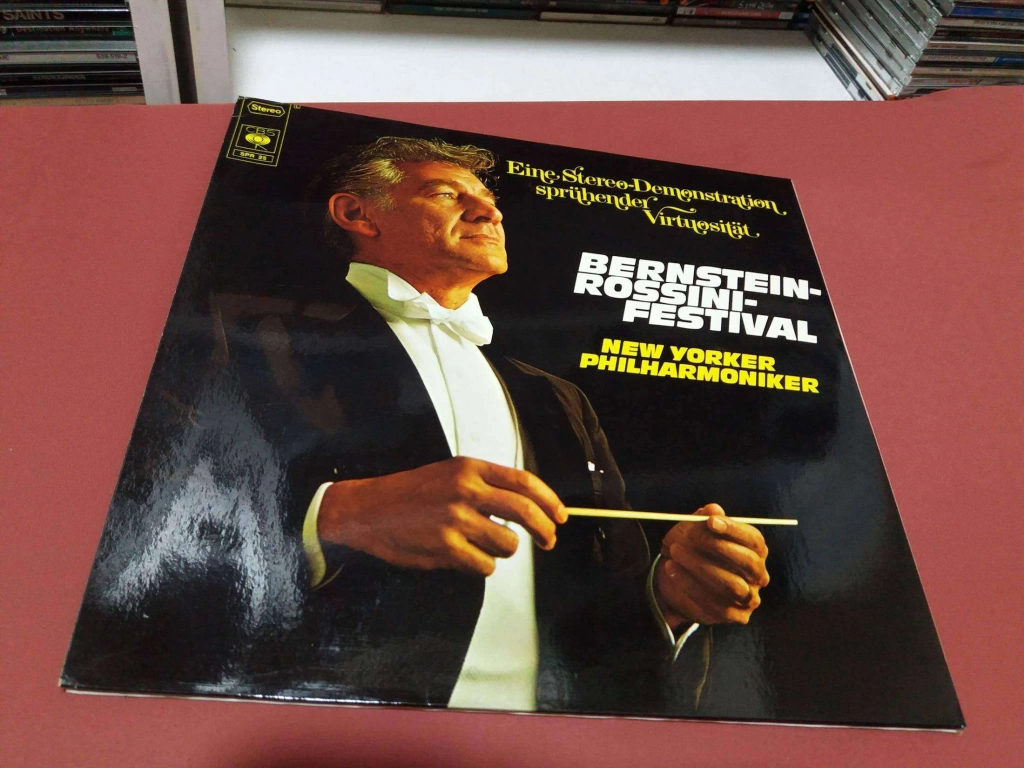 SAINTS
Stereo
CBS
SPR 25
Eine Stereo-Demonstration
sprühender
Virtuosität
BERNSTEIN-
ROSSINI-
FESTIVAL
NEW YORKER
PHILHARMONIKER